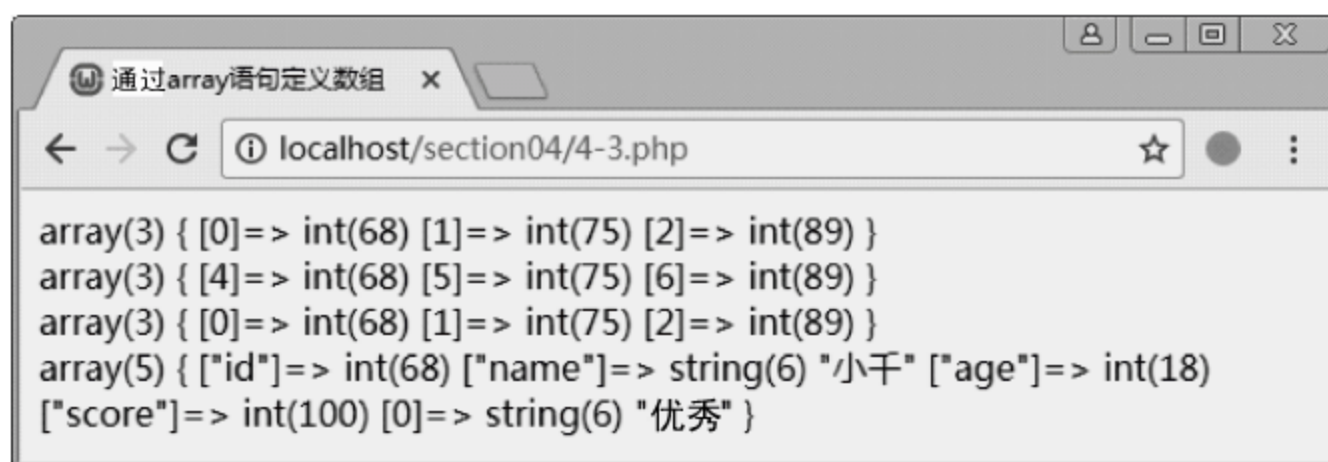 通过array语句定义数组
localhost/section04/4-3.php
array(3) { [0]=> int(68) [1]=> int(75) [2]=> int(89) }
array(3) { [4]=> int(68) [5]=> int(75) [6]=> int(89) }
array(3) { [0]=> int(68) [1]=> int(75) [2]=> int(89) }
array(5) { ["id"]=> int(68) ["name"]=> string(6) "小千" ["age"]=> int(18)
["score"]=> int(100) [0]=> string(6) "优秀" }